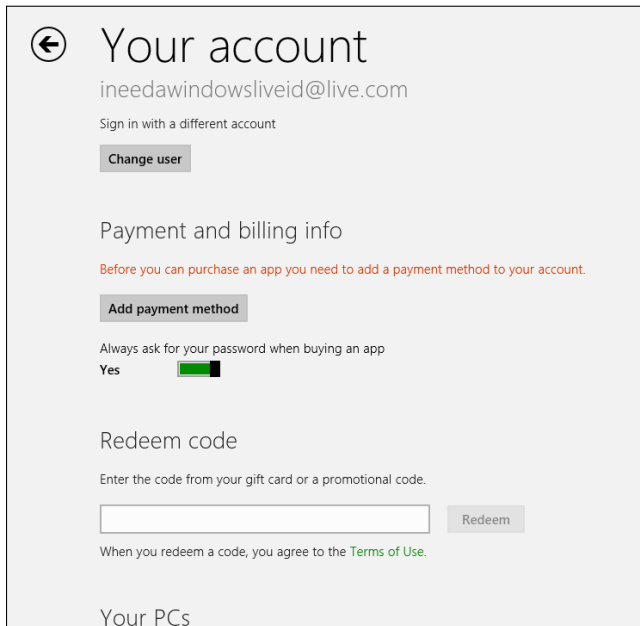 Your account
ineedawindowsliveid@live.com
Sign in with a different account
Change user
Payment and billing info
Before you can purchase an app you need to add a payment method to your account.
Add payment method
Always ask for your password when buying an app
Yes
Redeem code
Enter the code from your gift card or a promotional code.
Redeem
When you redeem a code, you agree to the Terms of Use.
Your PCs